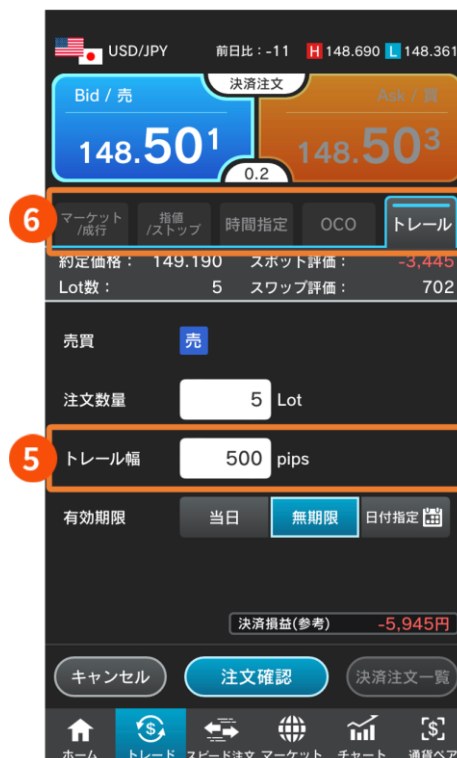 USD/JPY 前日比：-11 H 148.690 L 148.361
決済注文
Bid / 売 Ask / 買
148.501 148.503
0.2
6
マーケット/成行 指値/ストップ 時間指定 OCO トレール
約定価格： 149.190 スポット評価： -3,445
Lot数： 5 スワップ評価： 702
売買 売
注文数量 5 Lot
5 トレール幅 500 pips
有効期限 当日 無期限 日付指定
決済損益(参考) -5,945円
キャンセル 注文確認 決済注文一覧
ホーム トレード スピード注文 マーケット チャート 通貨ペア